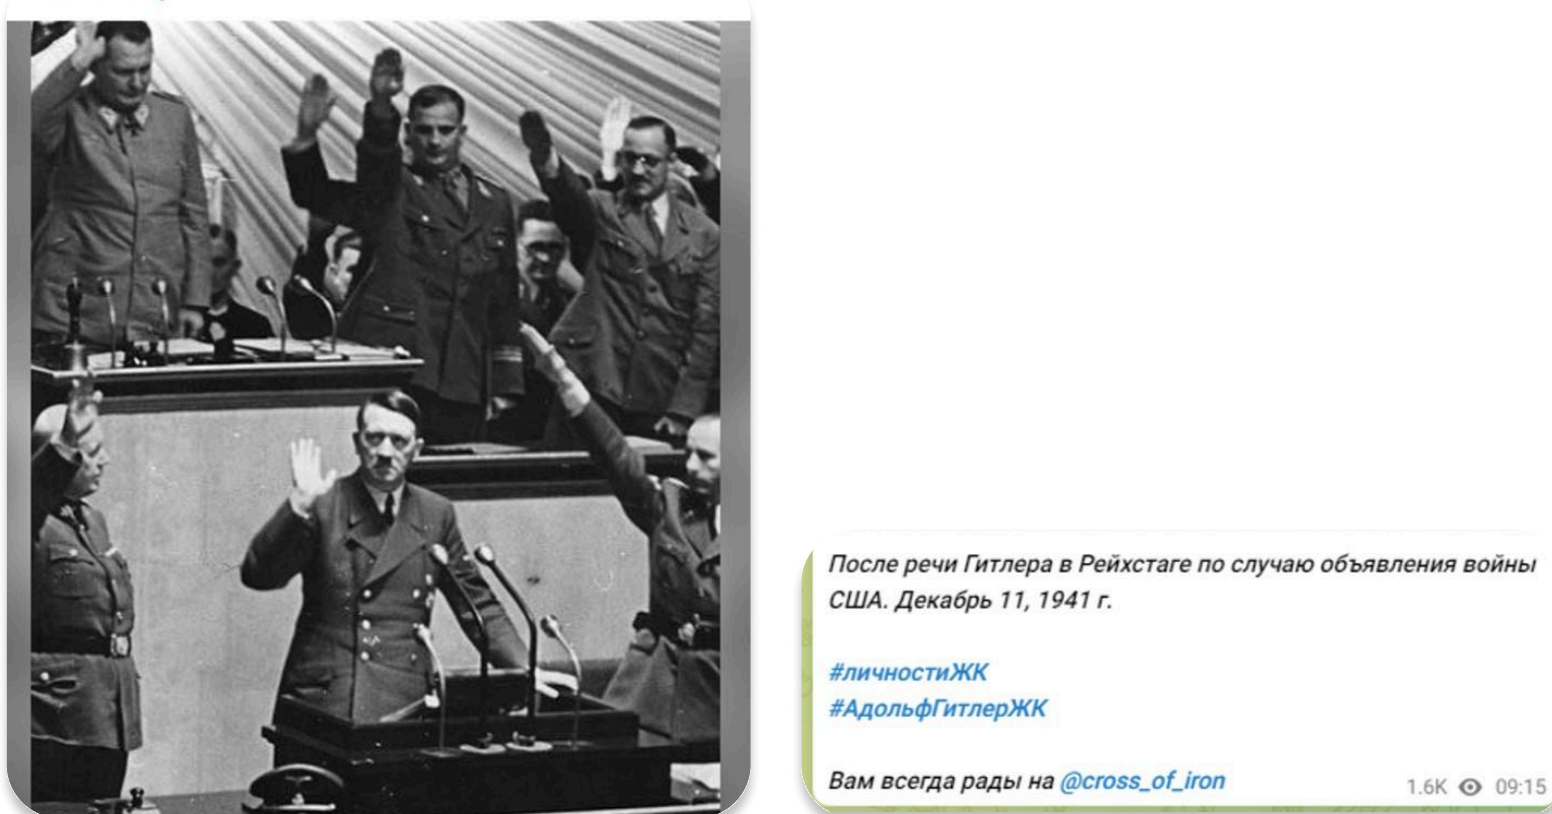 После речи Гитлера в Рейхстаге по случаю объявления войны
США. Декабрь 11, 1941 г.
#личностиЖК
#АдольфГитлерЖК
Вам всегда рады на @cross_of_iron
1.6K 09:15